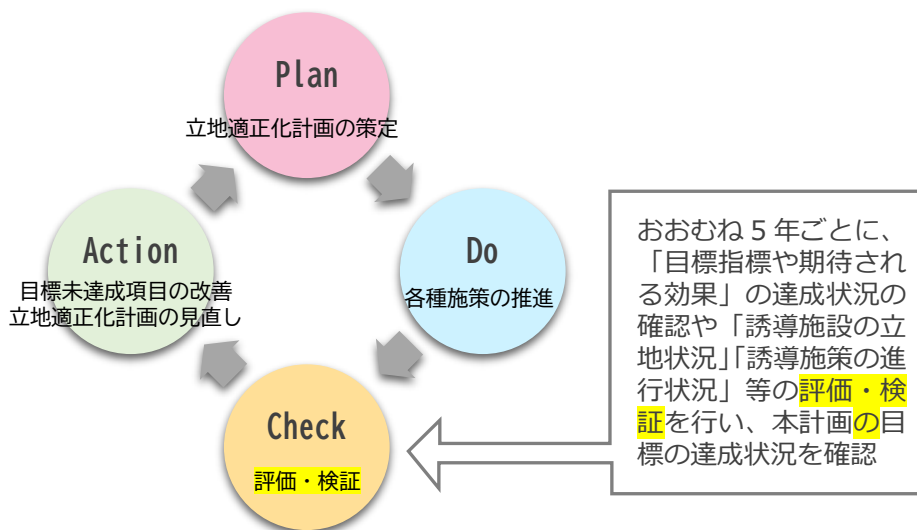 Plan
立地適正化計画の策定
Do
各種施策の推進
Check
評価・検証
Action
目標未達成項目の改善
立地適正化計画の見直し
おおむね５年ごとに、
「目標指標や期待され
る効果」の達成状況の
確認や「誘導施設の立
地状況」「誘導施策の進
行状況」等の評価・検
証を行い、本計画の目
標の達成状況を確認